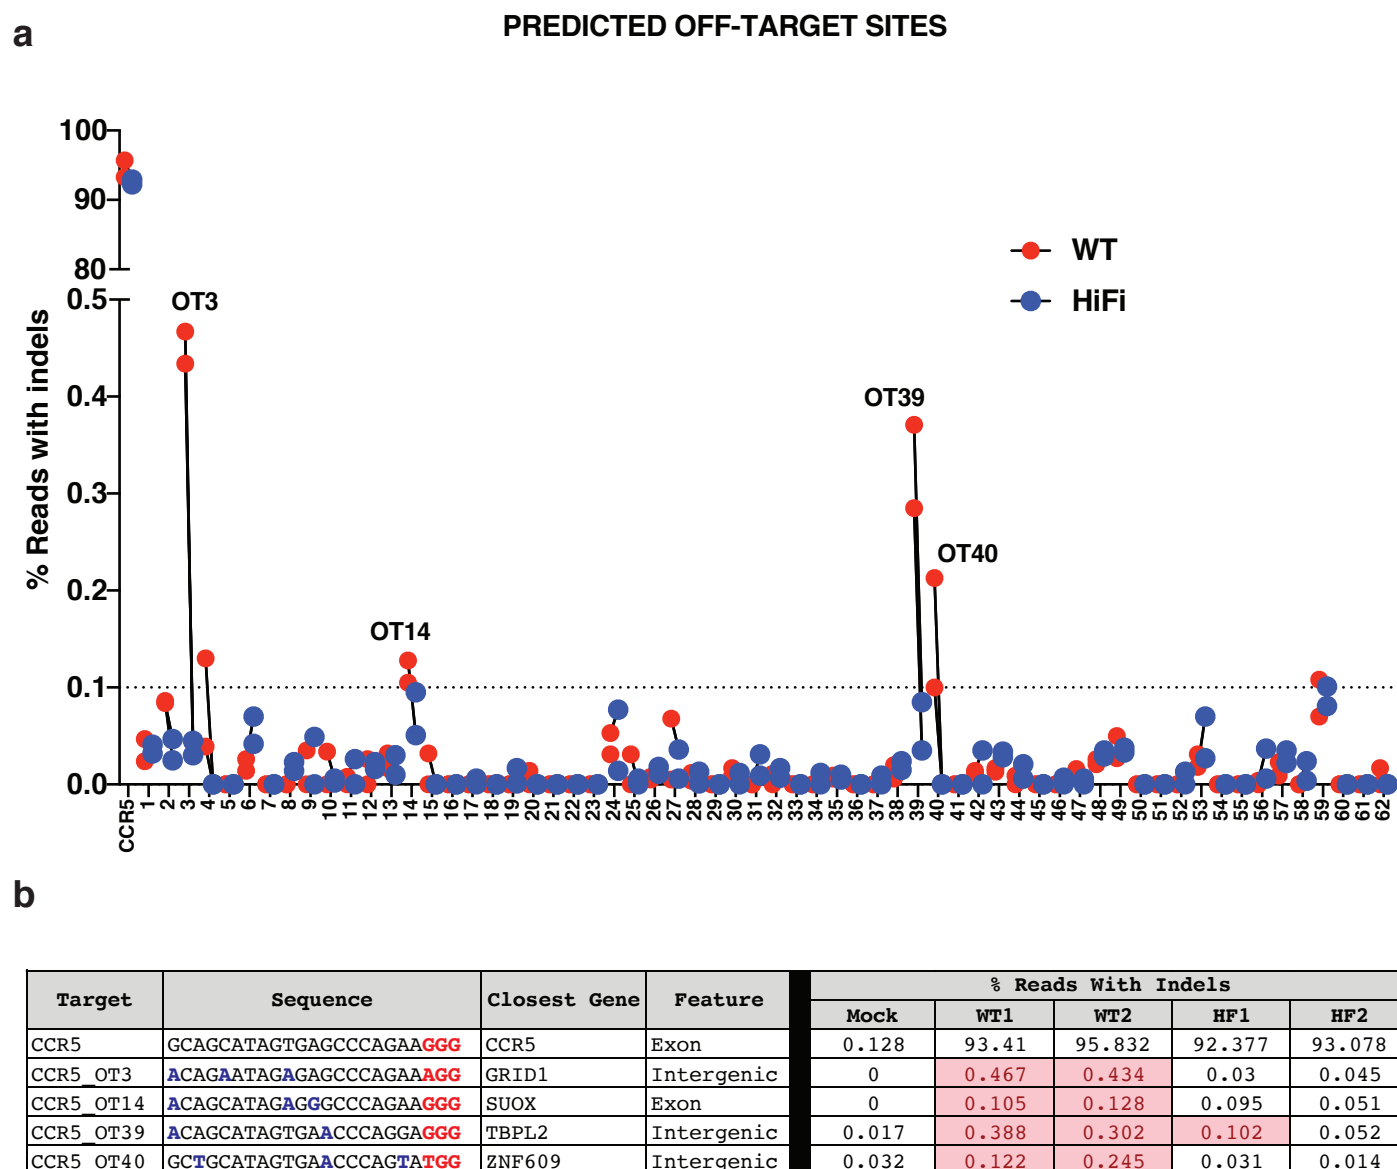 a
PREDICTED OFF-TARGET SITES
100
90
80
0.5
0.4
0.3
0.2
0.1
0.0
% Reads with indels
OT3
OT14
OT39
OT40
WT
HiFi
CCR5 1 2 3 4 5 6 7 8 9 10 11 12 13 14 15 16 17 18 19 20 21 22 23 24 25 26 27 28 29 30 31 32 33 34 35 36 37 38 39 40 41 42 43 44 45 46 47 48 49 50 51 52 53 54 55 56 57 58 59 60 61 62
b
Target Sequence Closest Gene Feature % Reads With Indels
Mock WT1 WT2 HF1 HF2
CCR5 GCAGCATAGTGAGCCCAGAAGGG CCR5 Exon 0.128 93.41 95.832 92.377 93.078
CCR5_OT3 ACAGAATAGAGAGCCCAGAAAGG GRID1 Intergenic 0 0.467 0.434 0.03 0.045
CCR5_OT14 ACAGCATAGAGGGCCCAGAAGGG SUOX Exon 0 0.105 0.128 0.095 0.051
CCR5_OT39 ACAGCATAGTGAACCCAGGAGGG TBPL2 Intergenic 0.017 0.388 0.302 0.102 0.052
CCR5_OT40 GCTGCATAGTGAACCCAGTATGG ZNF609 Intergenic 0.032 0.122 0.245 0.031 0.014